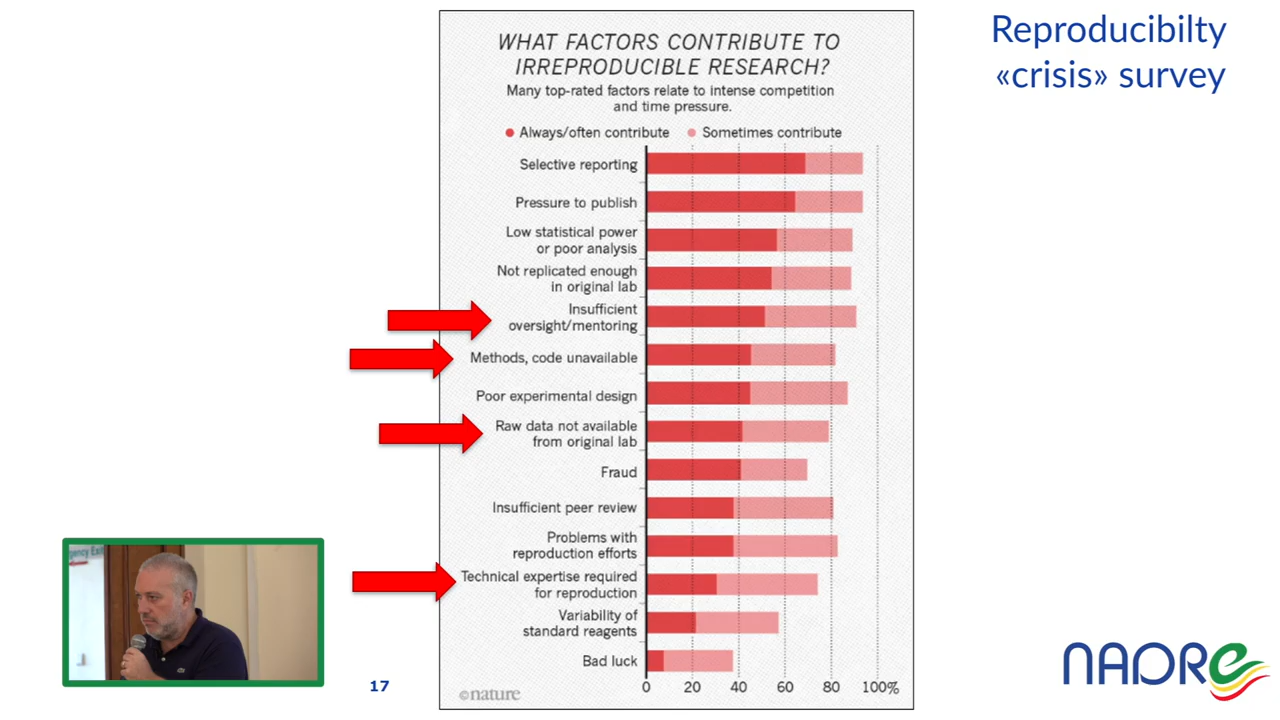 Reproducibilty
«crisis» survey
WHAT FACTORS CONTRIBUTE TO
IRREPRODUCIBLE RESEARCH?
Many top-rated factors relate to intense competition
and time pressure.
Always/often contribute
Sometimes contribute
Selective reporting
Pressure to publish
Low statistical power
or poor analysis
Not replicated enough
in original lab
Insufficient
oversight/mentoring
Methods, code unavailable
Poor experimental design
Raw data not available
from original lab
Fraud
Insufficient peer review
Problems with
reproduction efforts
Technical expertise required
for reproduction
Variability of
standard reagents
Bad luck
0 20 40 60 80 100%
©nature
17
NADRe